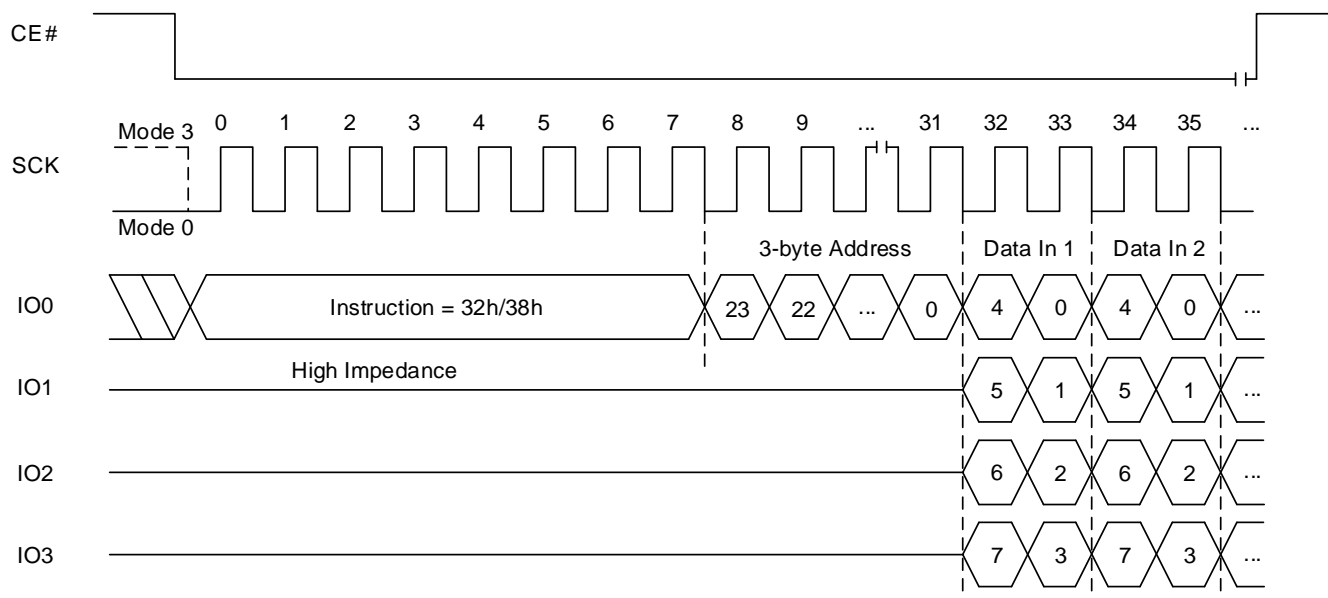 CE#
Mode 3 0 1 2 3 4 5 6 7 8 9 ... 31 32 33 34 35 ...
SCK
Mode 0
3-byte Address Data In 1 Data In 2
IO0 Instruction = 32h/38h 23 22 ... 0 4 0 4 0 ...
High Impedance
IO1 5 1 5 1 ...
IO2 6 2 6 2 ...
IO3 7 3 7 3 ...